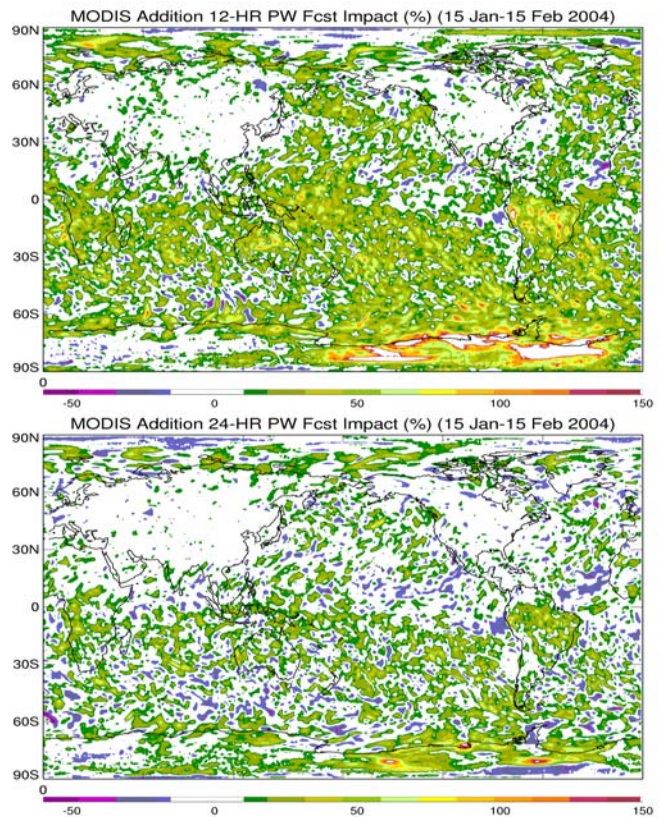 MODIS Addition 12-HR PW Fcst Impact (%) (15 Jan-15 Feb 2004)
90N
60N
30N
0
30S
60S
90S
0
-50 0 50 100 150
MODIS Addition 24-HR PW Fcst Impact (%) (15 Jan-15 Feb 2004)
90N
60N
30N
0
30S
60S
90S
-50 0 50 100 150